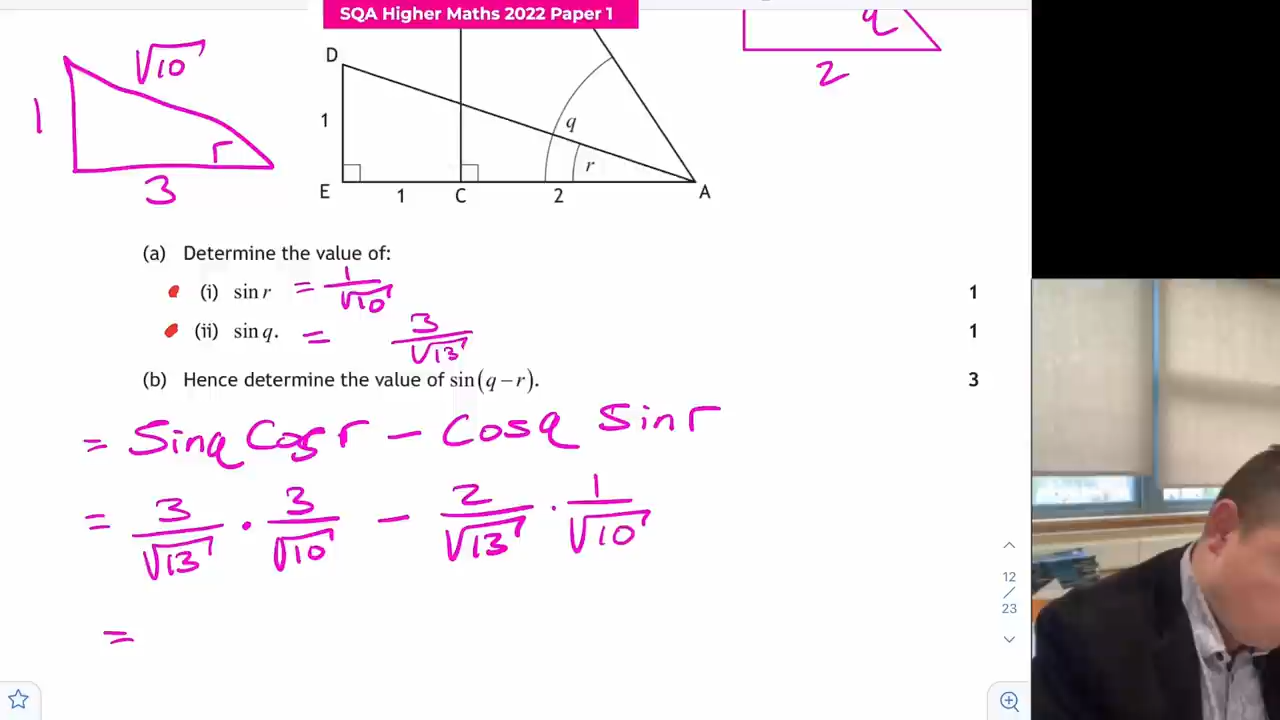 SQA Higher Maths 2022 Paper 1
√10
1
r
3
D
1
q
r
E
1
C
2
A
q
2
(a) Determine the value of:
(i) sin r = 1/√10 1
(ii) sin q. = 3/√13 1
(b) Hence determine the value of sin(q−r). 3
= Sinq Cosr − Cosq Sinr
= 3/√13 · 3/√10 − 2/√13 · 1/√10
=
12
/
23